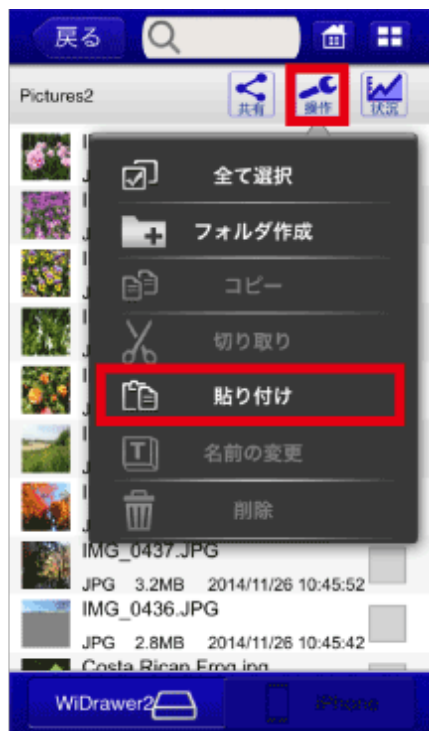 戻る
Pictures2
共有
操作
状況
全て選択
フォルダ作成
コピー
切り取り
貼り付け
名前の変更
削除
IMG_0437.JPG
JPG 3.2MB 2014/11/26 10:45:52
IMG_0436.JPG
JPG 2.8MB 2014/11/26 10:45:42
Costa Rican Frog.jpg
WiDrawer2